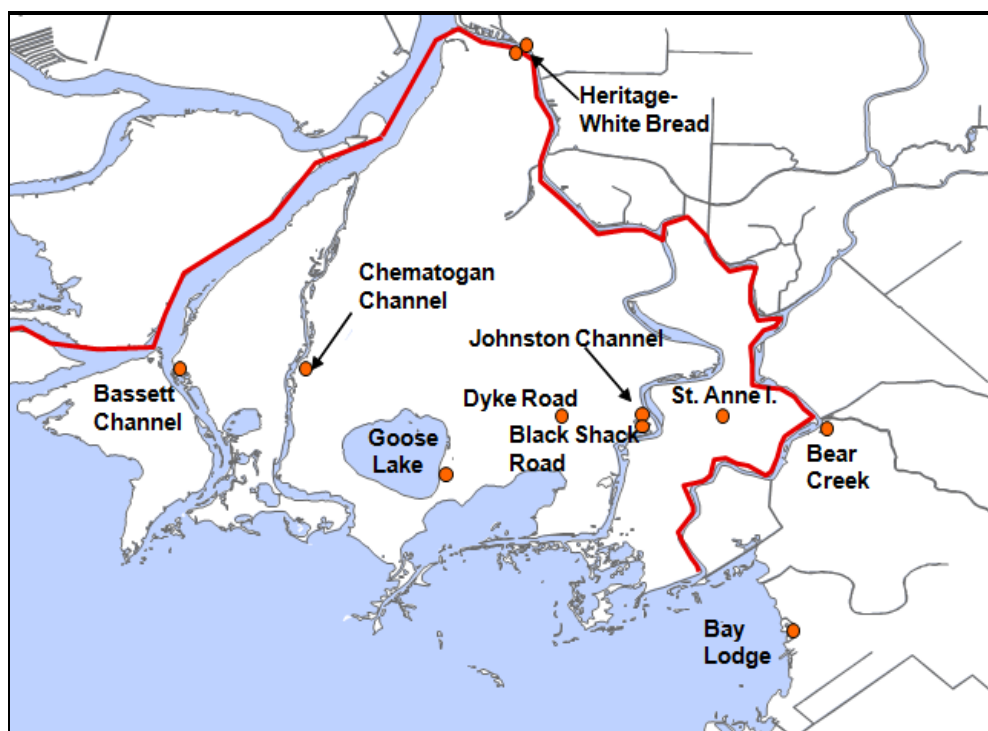 Heritage-
White Bread
Chematogan
Channel
Johnston Channel
Bassett
Channel
Dyke Road
St. Anne I.
Black Shack
Road
Goose
Lake
Bear
Creek
Bay
Lodge